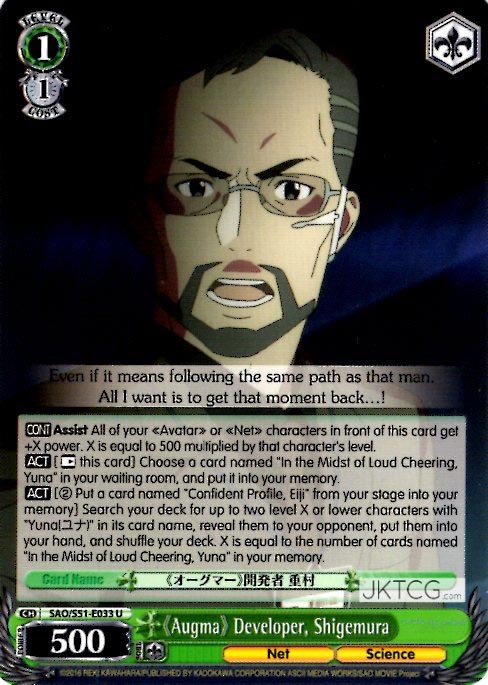 LEVEL
1
1
COST
Even if it means following the same path as that man.
All I want is to get that moment back...!
CONT Assist All of your «Avatar» or «Net» characters in front of this card get
+X power. X is equal to 500 multiplied by that character's level.
ACT [ this card] Choose a card named "In the Midst of Loud Cheering,
Yuna" in your waiting room, and put it into your memory.
ACT [② Put a card named "Confident Profile, Eiji" from your stage into your
memory] Search your deck for up to two level X or lower characters with
"Yuna(ユナ)" in its card name, reveal them to your opponent, put them into
your hand, and shuffle your deck. X is equal to the number of cards named
"In the Midst of Loud Cheering, Yuna" in your memory.
Card Name 《オーグマー》開発者 重村
JKTCG.com
CH SAO/S51-E033 U
POWER 500 SOUL 《Augma》 Developer, Shigemura
Net Science
©2016 REKI KAWAHARA/PUBLISHED BY KADOKAWA CORPORATION ASCII MEDIA WORKS/SAO MOVIE Project